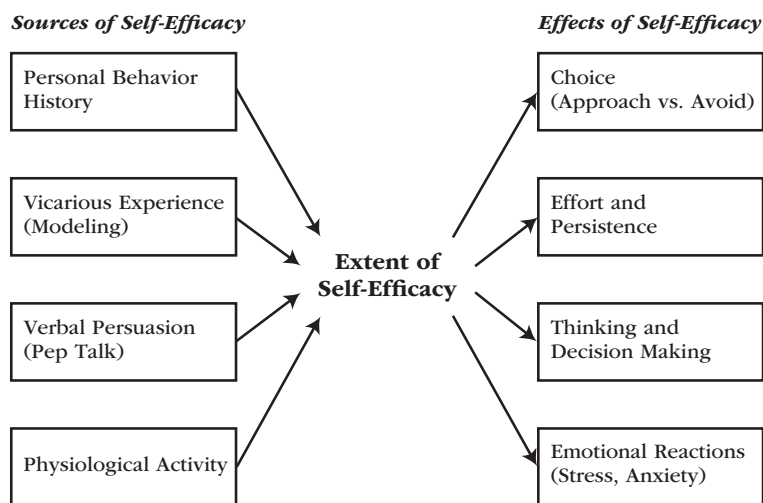 Sources of Self-Efficacy
Personal Behavior
History
Vicarious Experience
(Modeling)
Verbal Persuasion
(Pep Talk)
Physiological Activity
Extent of
Self-Efficacy
Effects of Self-Efficacy
Choice
(Approach vs. Avoid)
Effort and
Persistence
Thinking and
Decision Making
Emotional Reactions
(Stress, Anxiety)